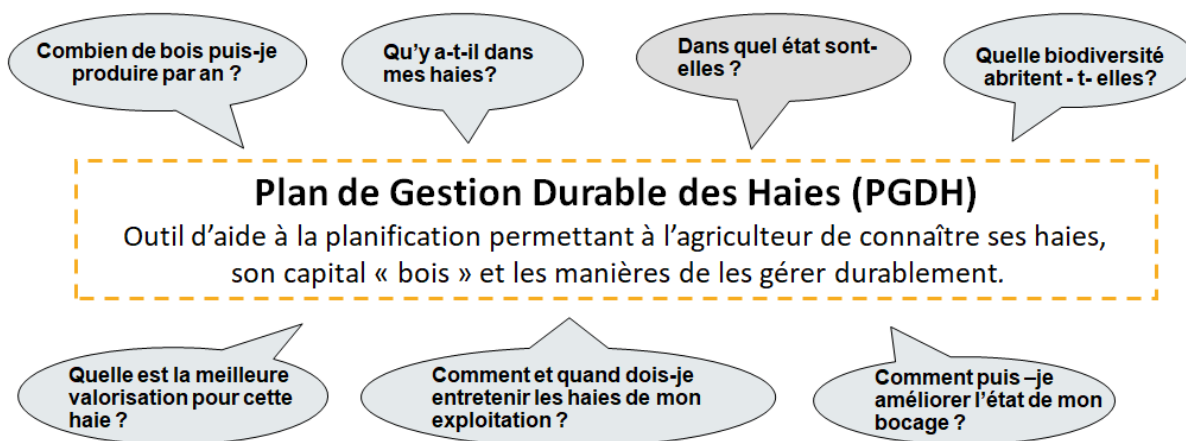 Combien de bois puis-je
produire par an ?
Qu'y a-t-il dans
mes haies?
Dans quel état sont-
elles ?
Quelle biodiversité
abritent - t- elles?
Plan de Gestion Durable des Haies (PGDH)
Outil d’aide à la planification permettant à l’agriculteur de connaître ses haies,
son capital « bois » et les manières de les gérer durablement.
Quelle est la meilleure
valorisation pour cette
haie ?
Comment et quand dois-je
entretenir les haies de mon
exploitation ?
Comment puis –je
améliorer l’état de mon
bocage ?